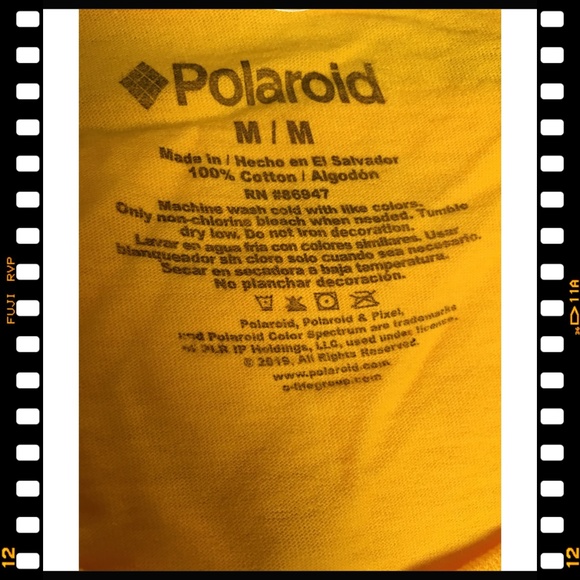 Polaroid
M / M
Made in / Hecho en El Salvador
100% Cotton / Algodón
RN #86947
Machine wash cold with like colors.
Only non-chlorine bleach when needed. Tumble
dry low. Do not iron decoration.
Lavar en agua fria con colores similares. Usar
blanqueador sin cloro solo cuando sea necesario.
Secar en secadora a baja temperatura.
No planchar decoración.
Polaroid, Polaroid & Pixel,
and Polaroid Color Spectrum are trademarks
of PLR IP Holdings, LLC, used under license.
© 2019, All Rights Reserved.
www.polaroid.com
c-lifegroup.com
FUJI RVP
11A
12
12